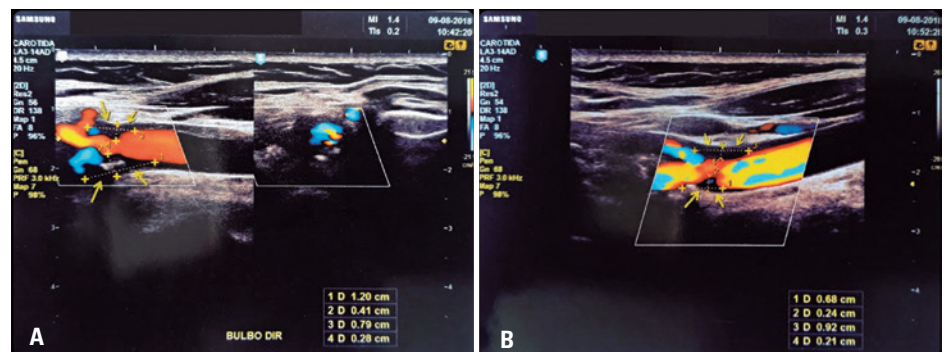 SAMSUNG
MI 1.4
TIs 0.2
09-08-2018
10:42:20
CAROTIDA
LA3-14AD
4.5 cm
20 Hz
[2D]
Res2
Gn 56
DR 138
Map 1
FA 8
P 96%
[C]
Pen
Gn 68
PRF 3.0 kHz
Map 7
P 98%
1 D 1.20 cm
2 D 0.41 cm
3 D 0.79 cm
4 D 0.28 cm
BULBO DIR
A
SAMSUNG
MI 1.4
TIs 0.3
09-08-2018
CAROTIDA
LA3-14AD
4.5 cm
20 Hz
[2D]
Res2
Gn 54
DR 138
Map 1
FA 8
P 96%
[C]
Pen
Gn 68
PRF 3.0 kHz
Map 7
P 98%
1 D 0.68 cm
2 D 0.24 cm
3 D 0.92 cm
4 D 0.21 cm
B